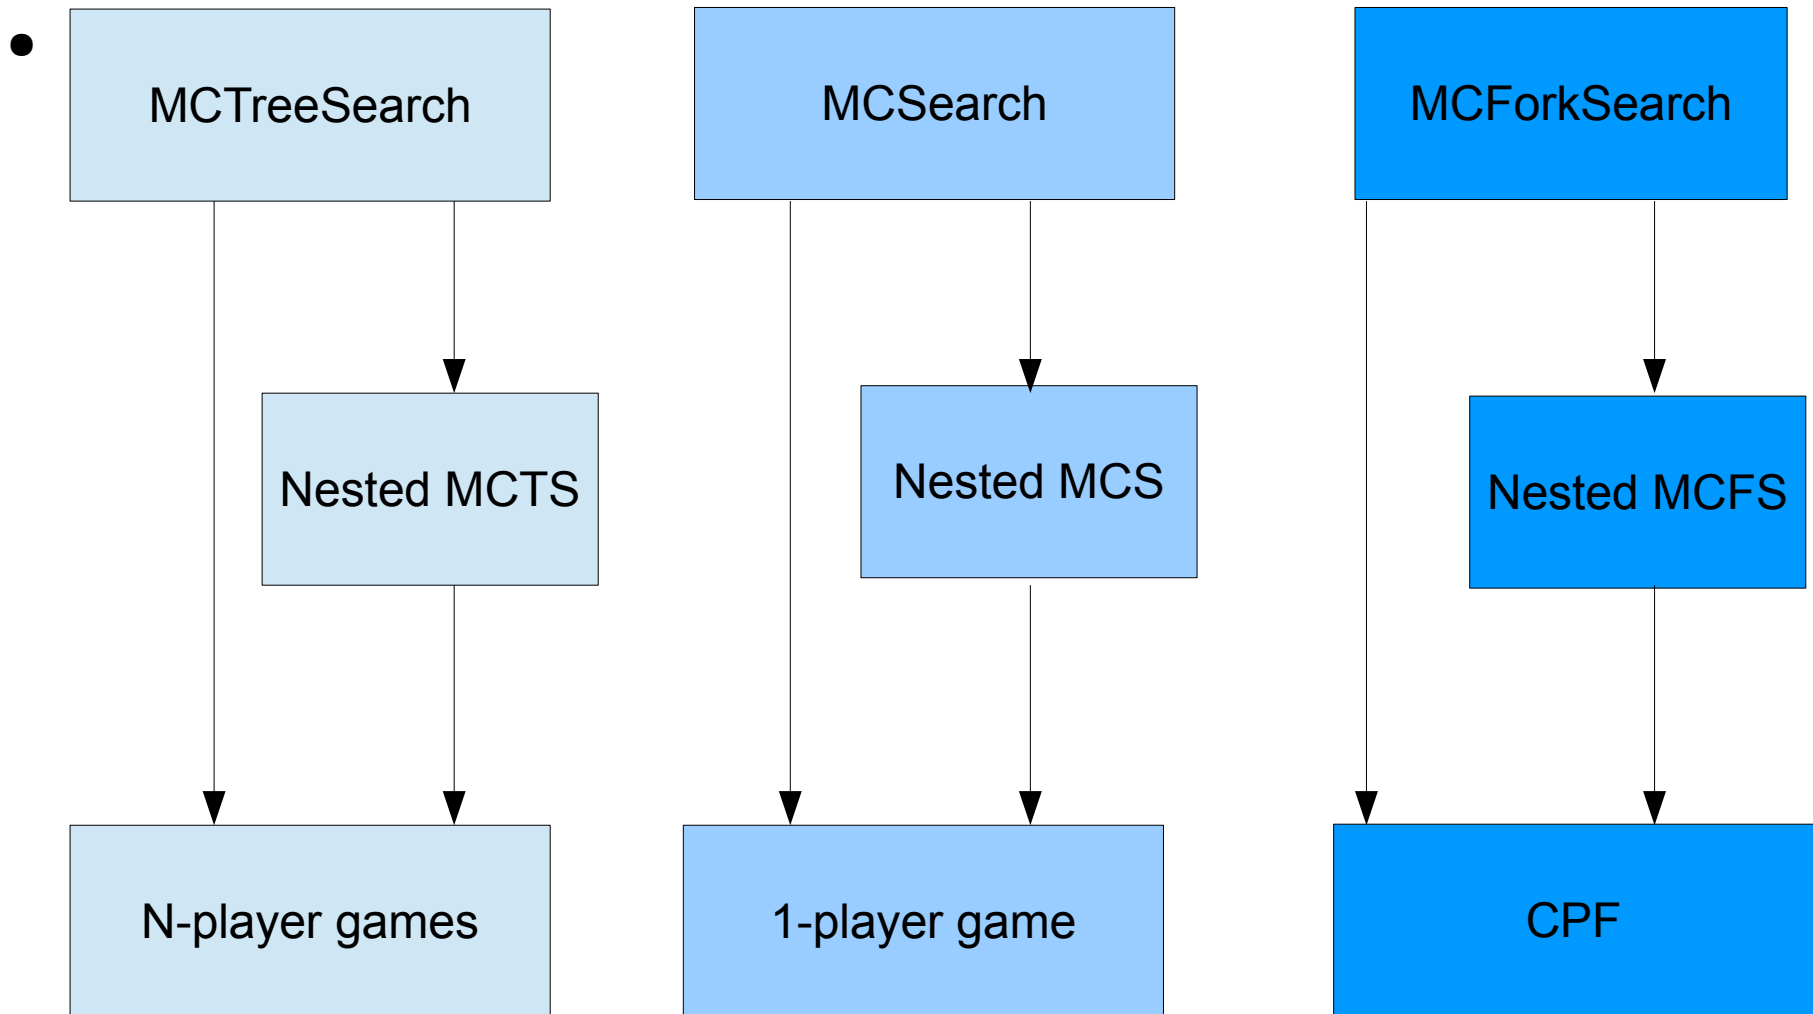 •
MCTreeSearch
MCSearch
MCForkSearch
Nested MCTS
Nested MCS
Nested MCFS
N-player games
1-player game
CPF